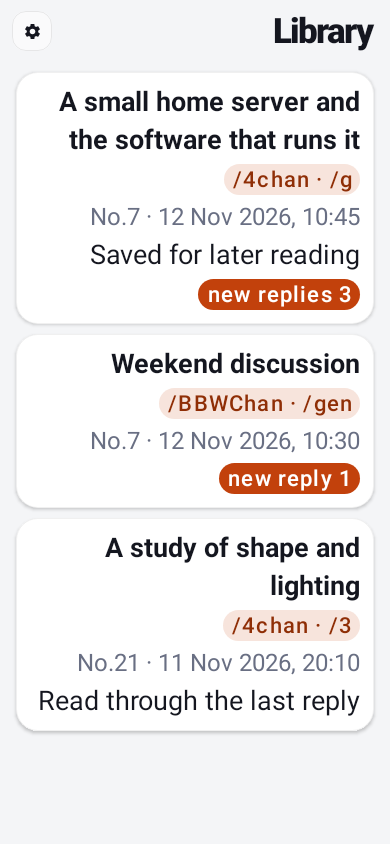 Library
A small home server and
the software that runs it
/4chan · /g
No.7 · 12 Nov 2026, 10:45
Saved for later reading
new replies 3
Weekend discussion
/BBWChan · /gen
No.7 · 12 Nov 2026, 10:30
new reply 1
A study of shape and
lighting
/4chan · /3
No.21 · 11 Nov 2026, 20:10
Read through the last reply